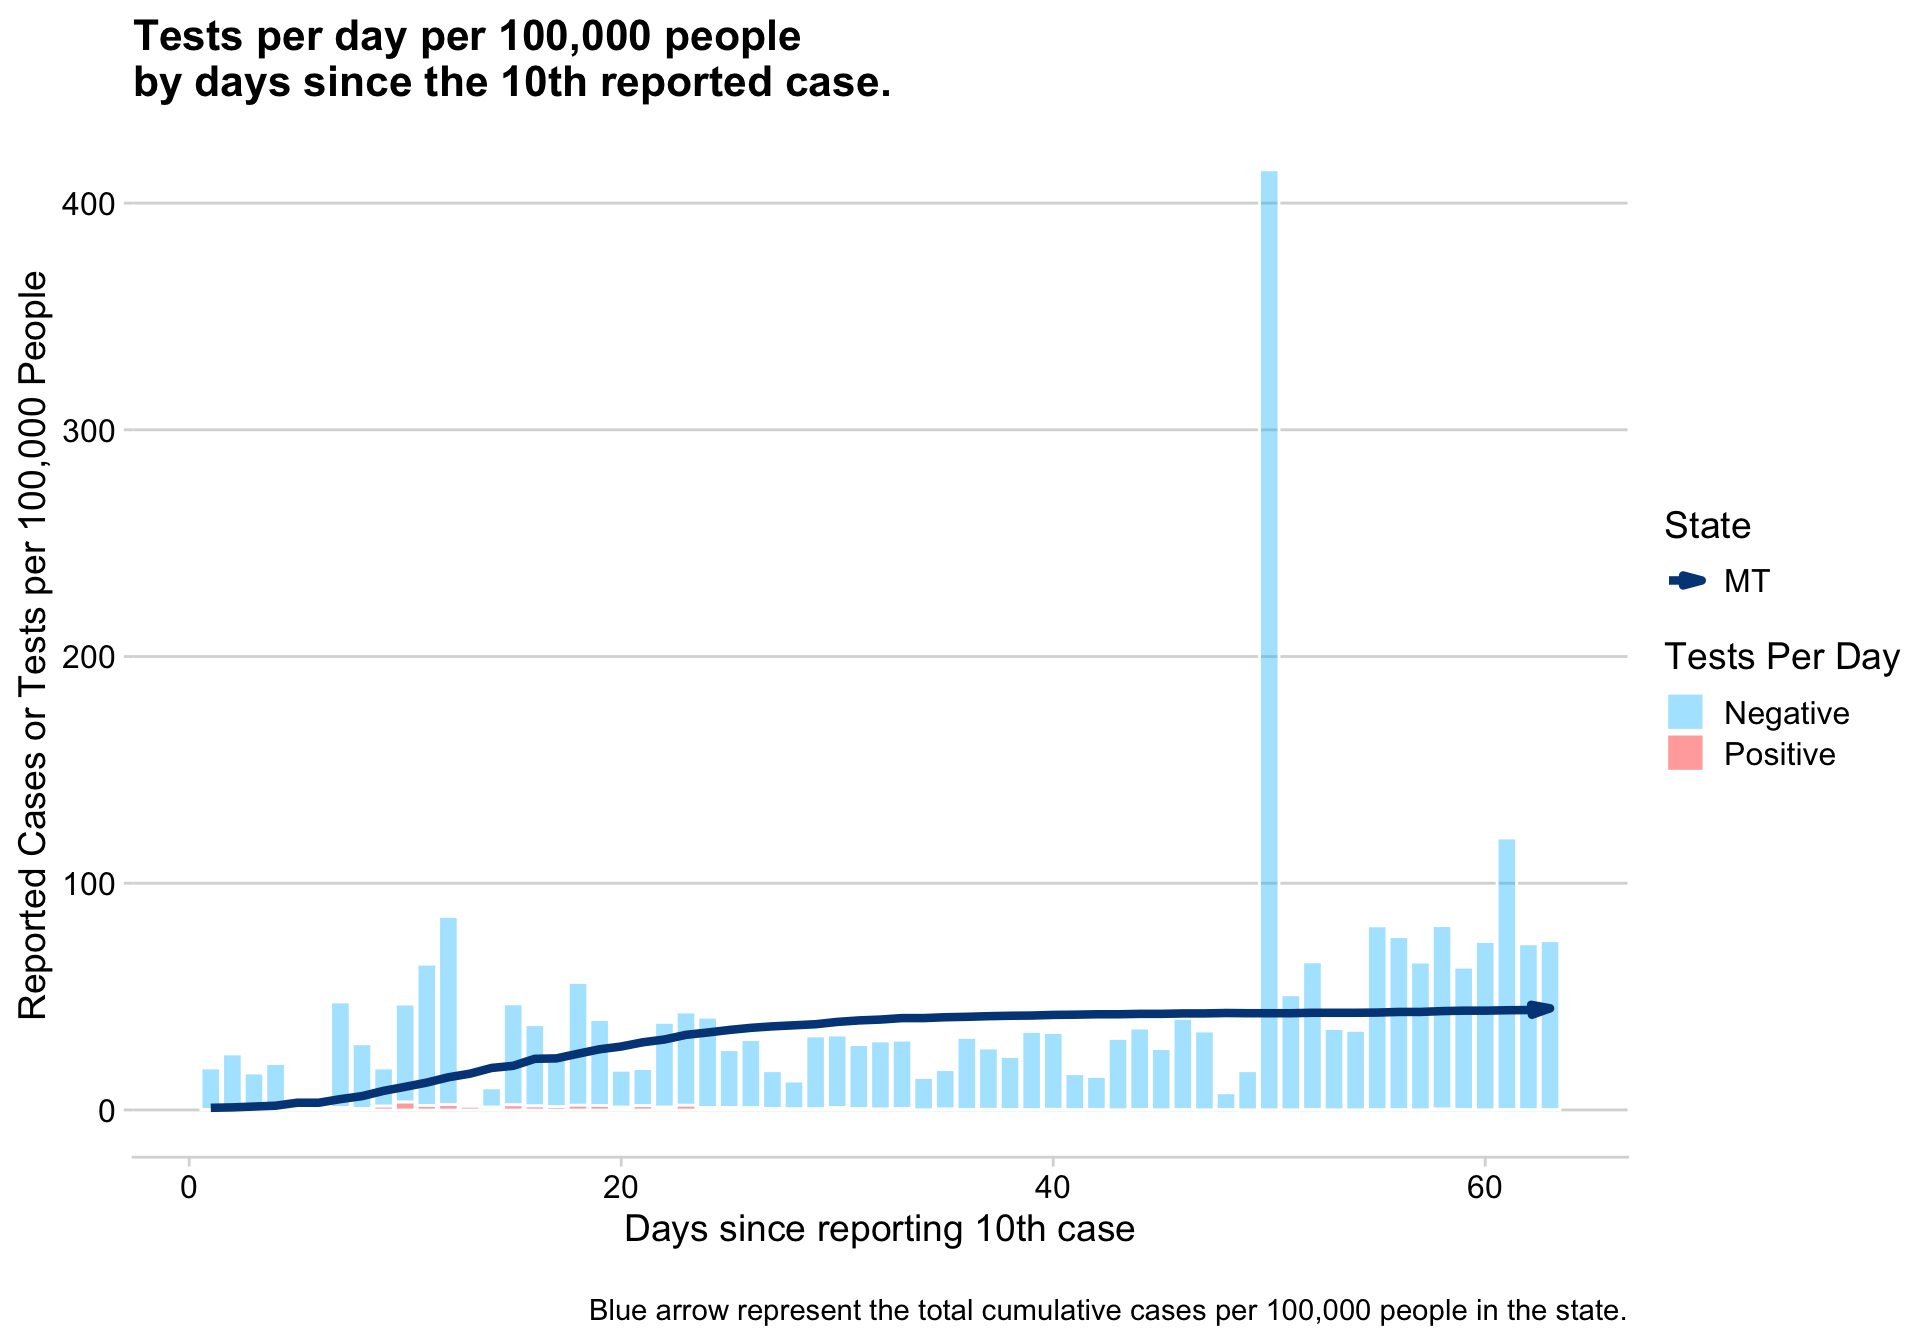 Tests per day per 100,000 people
by days since the 10th reported case.
Reported Cases or Tests per 100,000 People
400
300
200
100
0
0
20
40
60
Days since reporting 10th case
State
MT
Tests Per Day
Negative
Positive
Blue arrow represent the total cumulative cases per 100,000 people in the state.